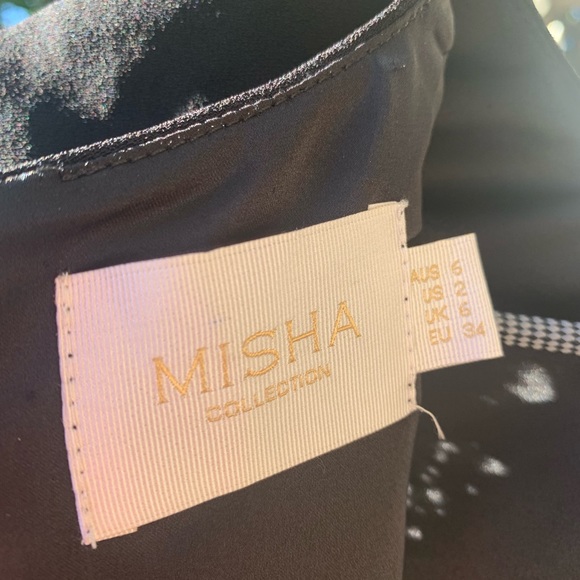 MISHA
COLLECTION
AUS 6
US 2
UK 6
EU 34